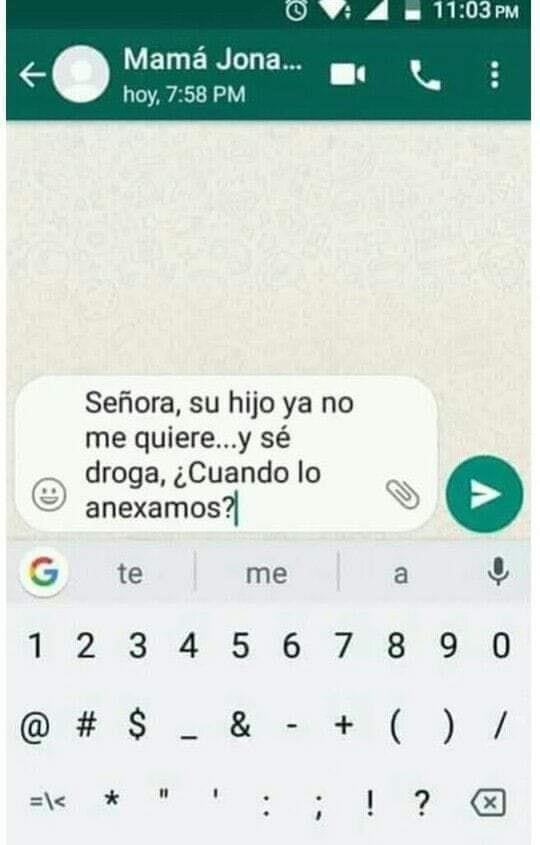 11:03 PM
Mamá Jona...
hoy, 7:58 PM
Señora, su hijo ya no
me quiere...y sé
droga, ¿Cuando lo
anexamos?
te me a
1 2 3 4 5 6 7 8 9 0
@ # $ _ & - + ( ) /
=\< * " ' : ; ! ?